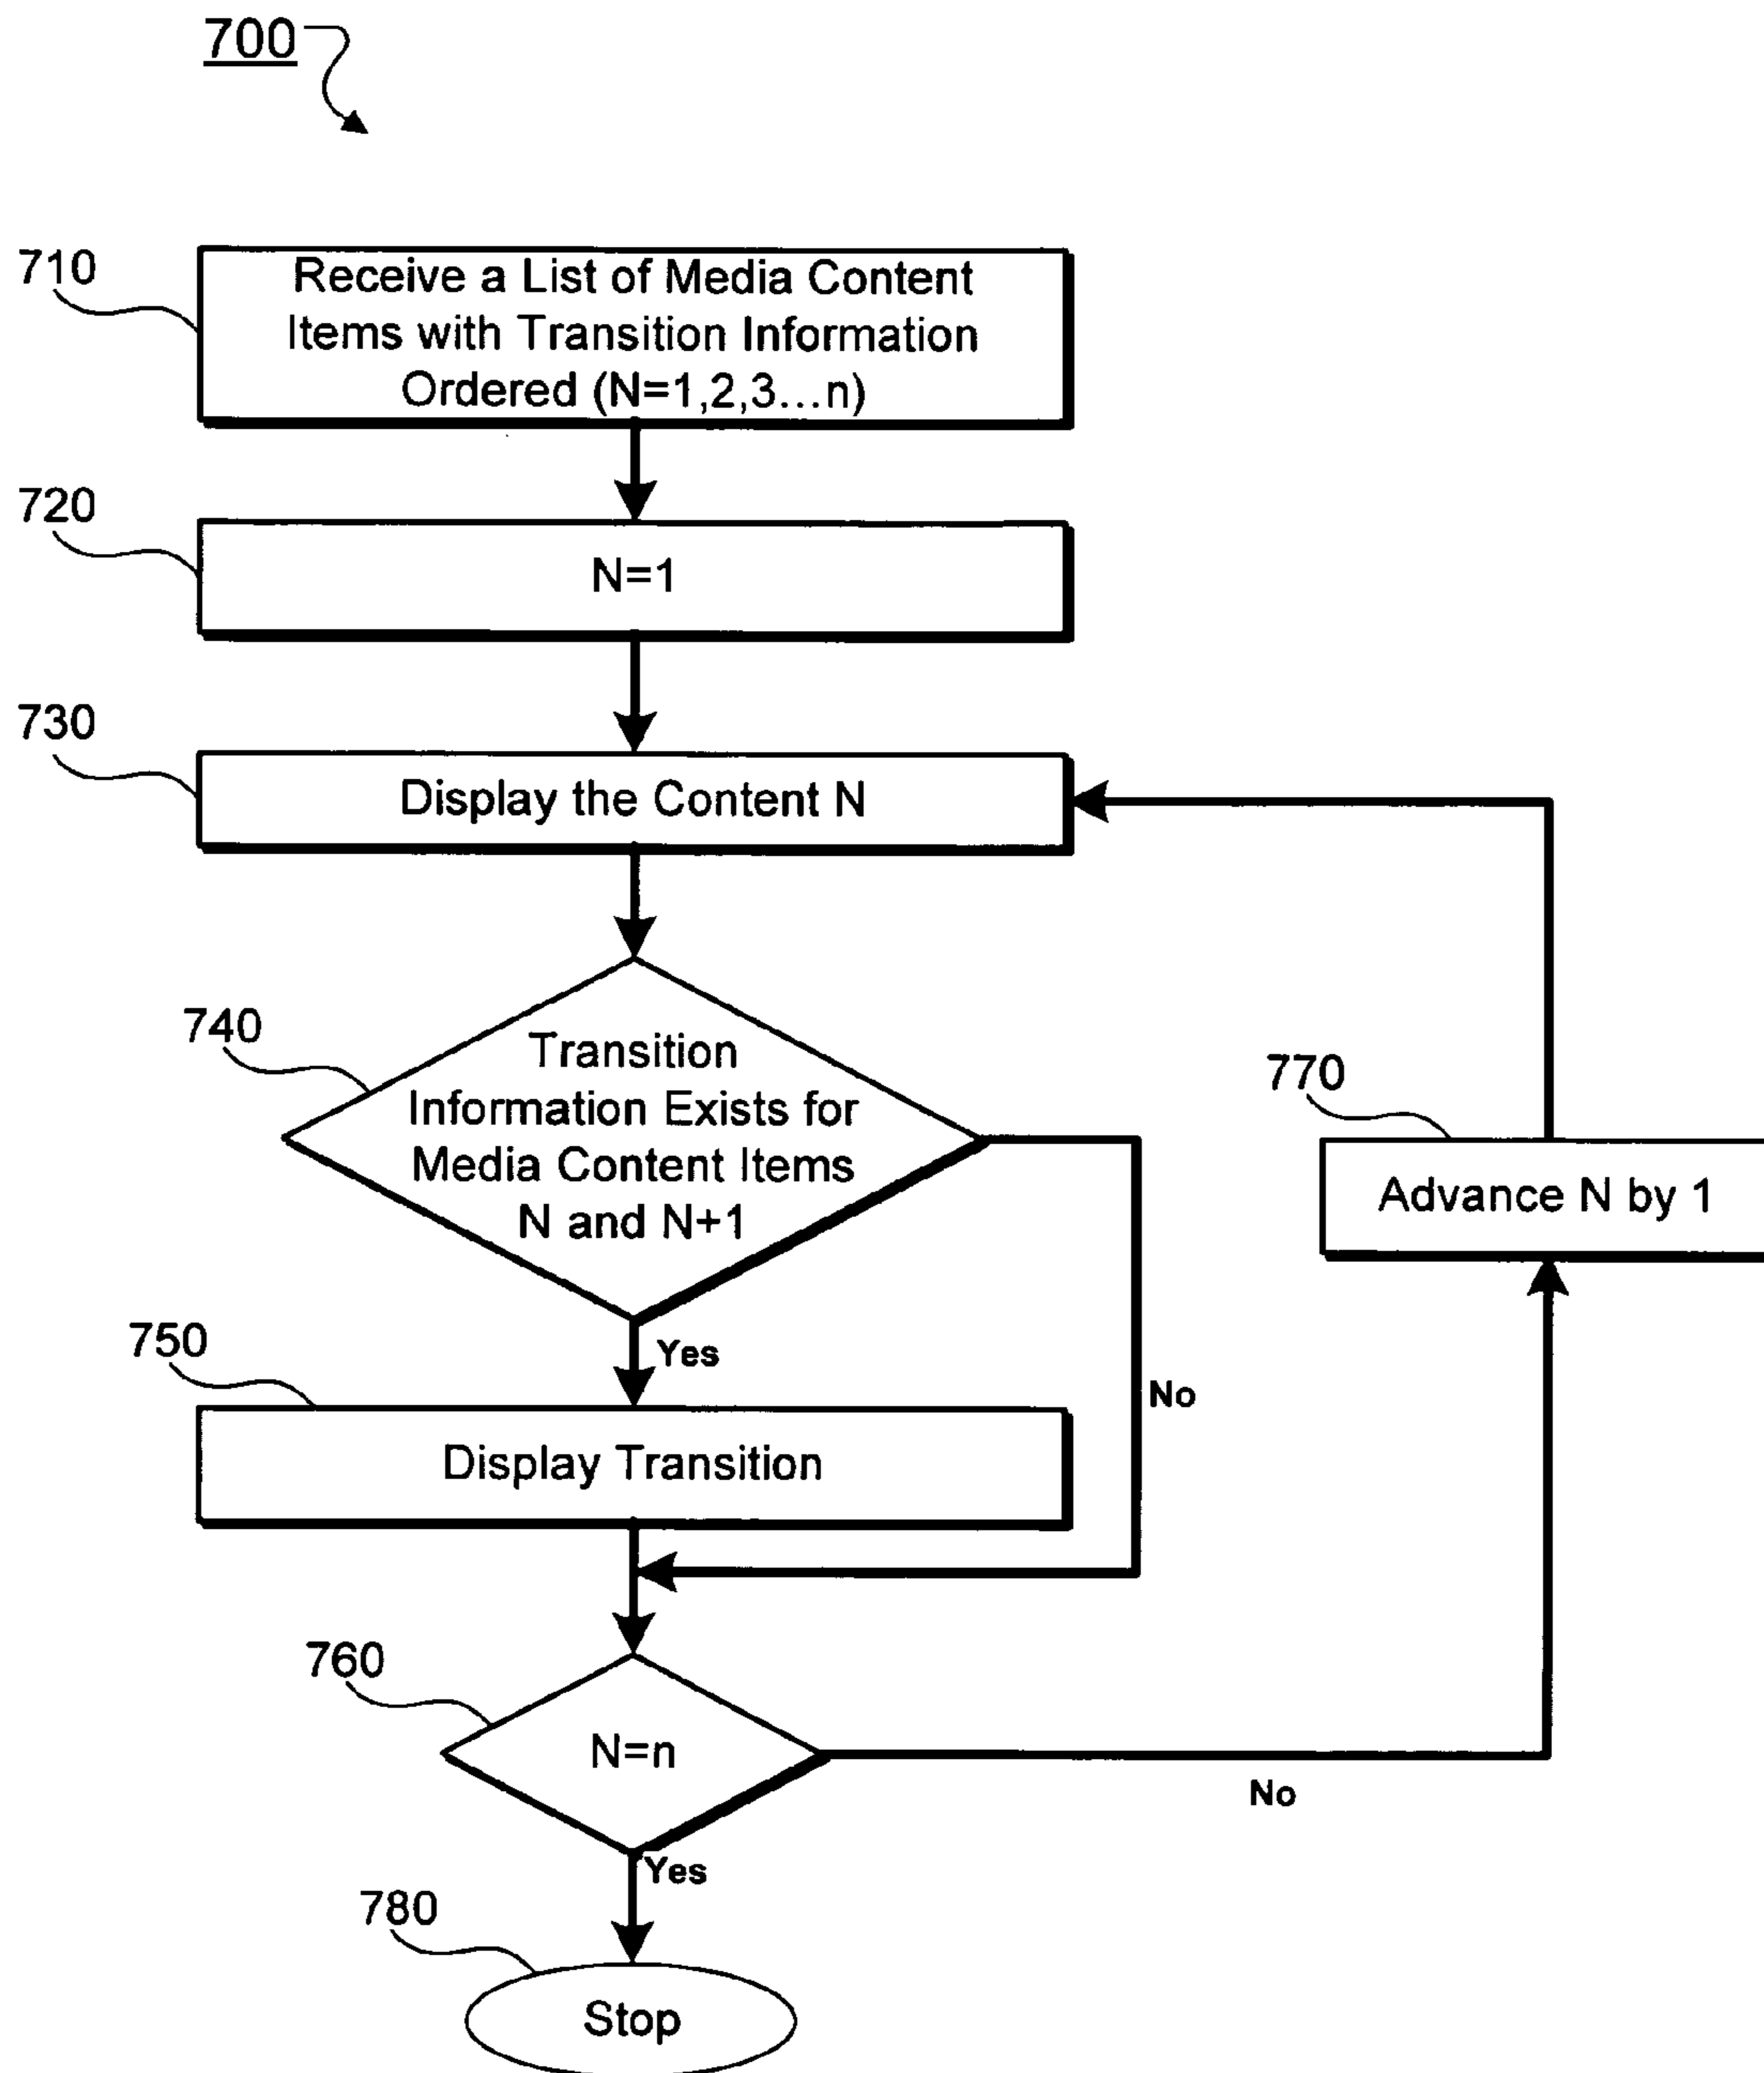 700
710
Receive a List of Media Content
Items with Transition Information
Ordered (N=1,2,3...n)
720
N=1
730
Display the Content N
740
Transition
Information Exists for
Media Content Items
N and N+1
770
Advance N by 1
Yes
No
750
Display Transition
760
N=n
No
Yes
780
Stop